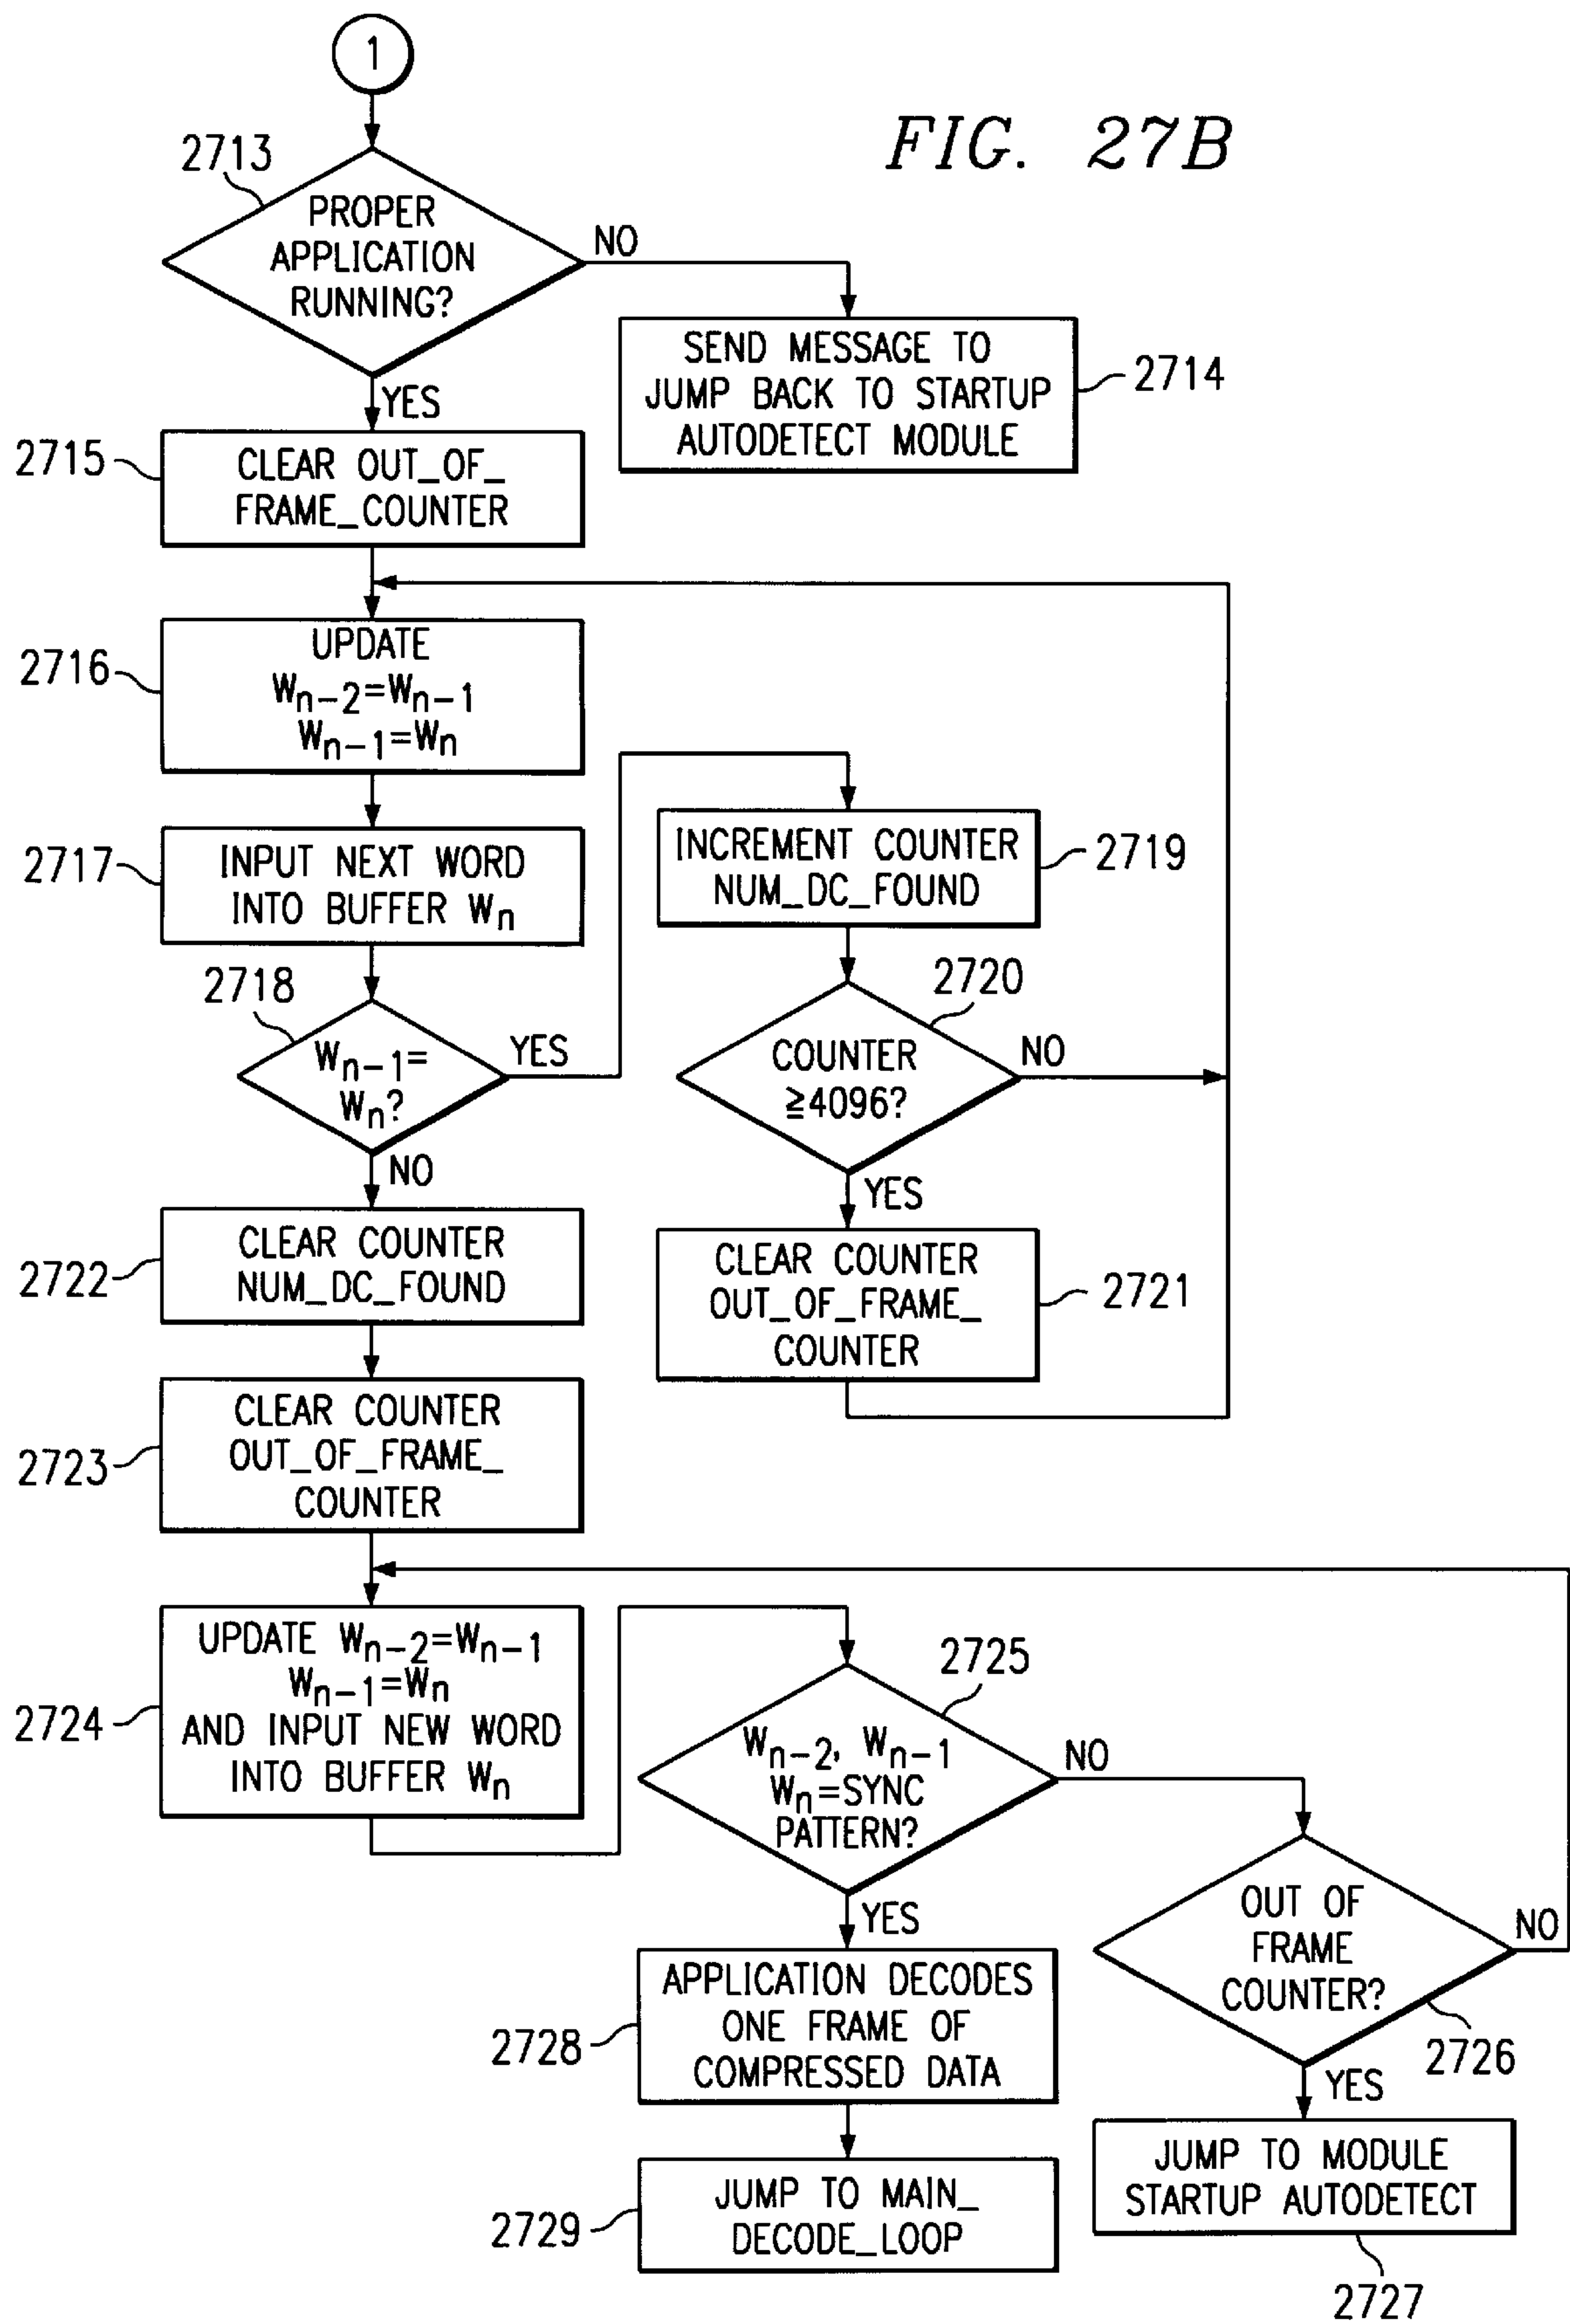 1
FIG. 27B
2713
PROPER
APPLICATION
RUNNING?
NO
YES
SEND MESSAGE TO
JUMP BACK TO STARTUP
AUTODETECT MODULE
2714
2715
CLEAR OUT_OF_
FRAME_COUNTER
2716
UPDATE
Wn-2=Wn-1
Wn-1=Wn
2717
INPUT NEXT WORD
INTO BUFFER Wn
2718
Wn-1=
Wn?
YES
NO
INCREMENT COUNTER
NUM_DC_FOUND
2719
2720
COUNTER
≧4096?
NO
YES
CLEAR COUNTER
OUT_OF_FRAME_
COUNTER
2721
2722
CLEAR COUNTER
NUM_DC_FOUND
2723
CLEAR COUNTER
OUT_OF_FRAME_
COUNTER
2724
UPDATE Wn-2=Wn-1
Wn-1=Wn
AND INPUT NEW WORD
INTO BUFFER Wn
2725
Wn-2, Wn-1
Wn=SYNC
PATTERN?
NO
YES
OUT OF
FRAME
COUNTER?
NO
2726
YES
2728
APPLICATION DECODES
ONE FRAME OF
COMPRESSED DATA
JUMP TO MODULE
STARTUP AUTODETECT
2727
2729
JUMP TO MAIN_
DECODE_LOOP